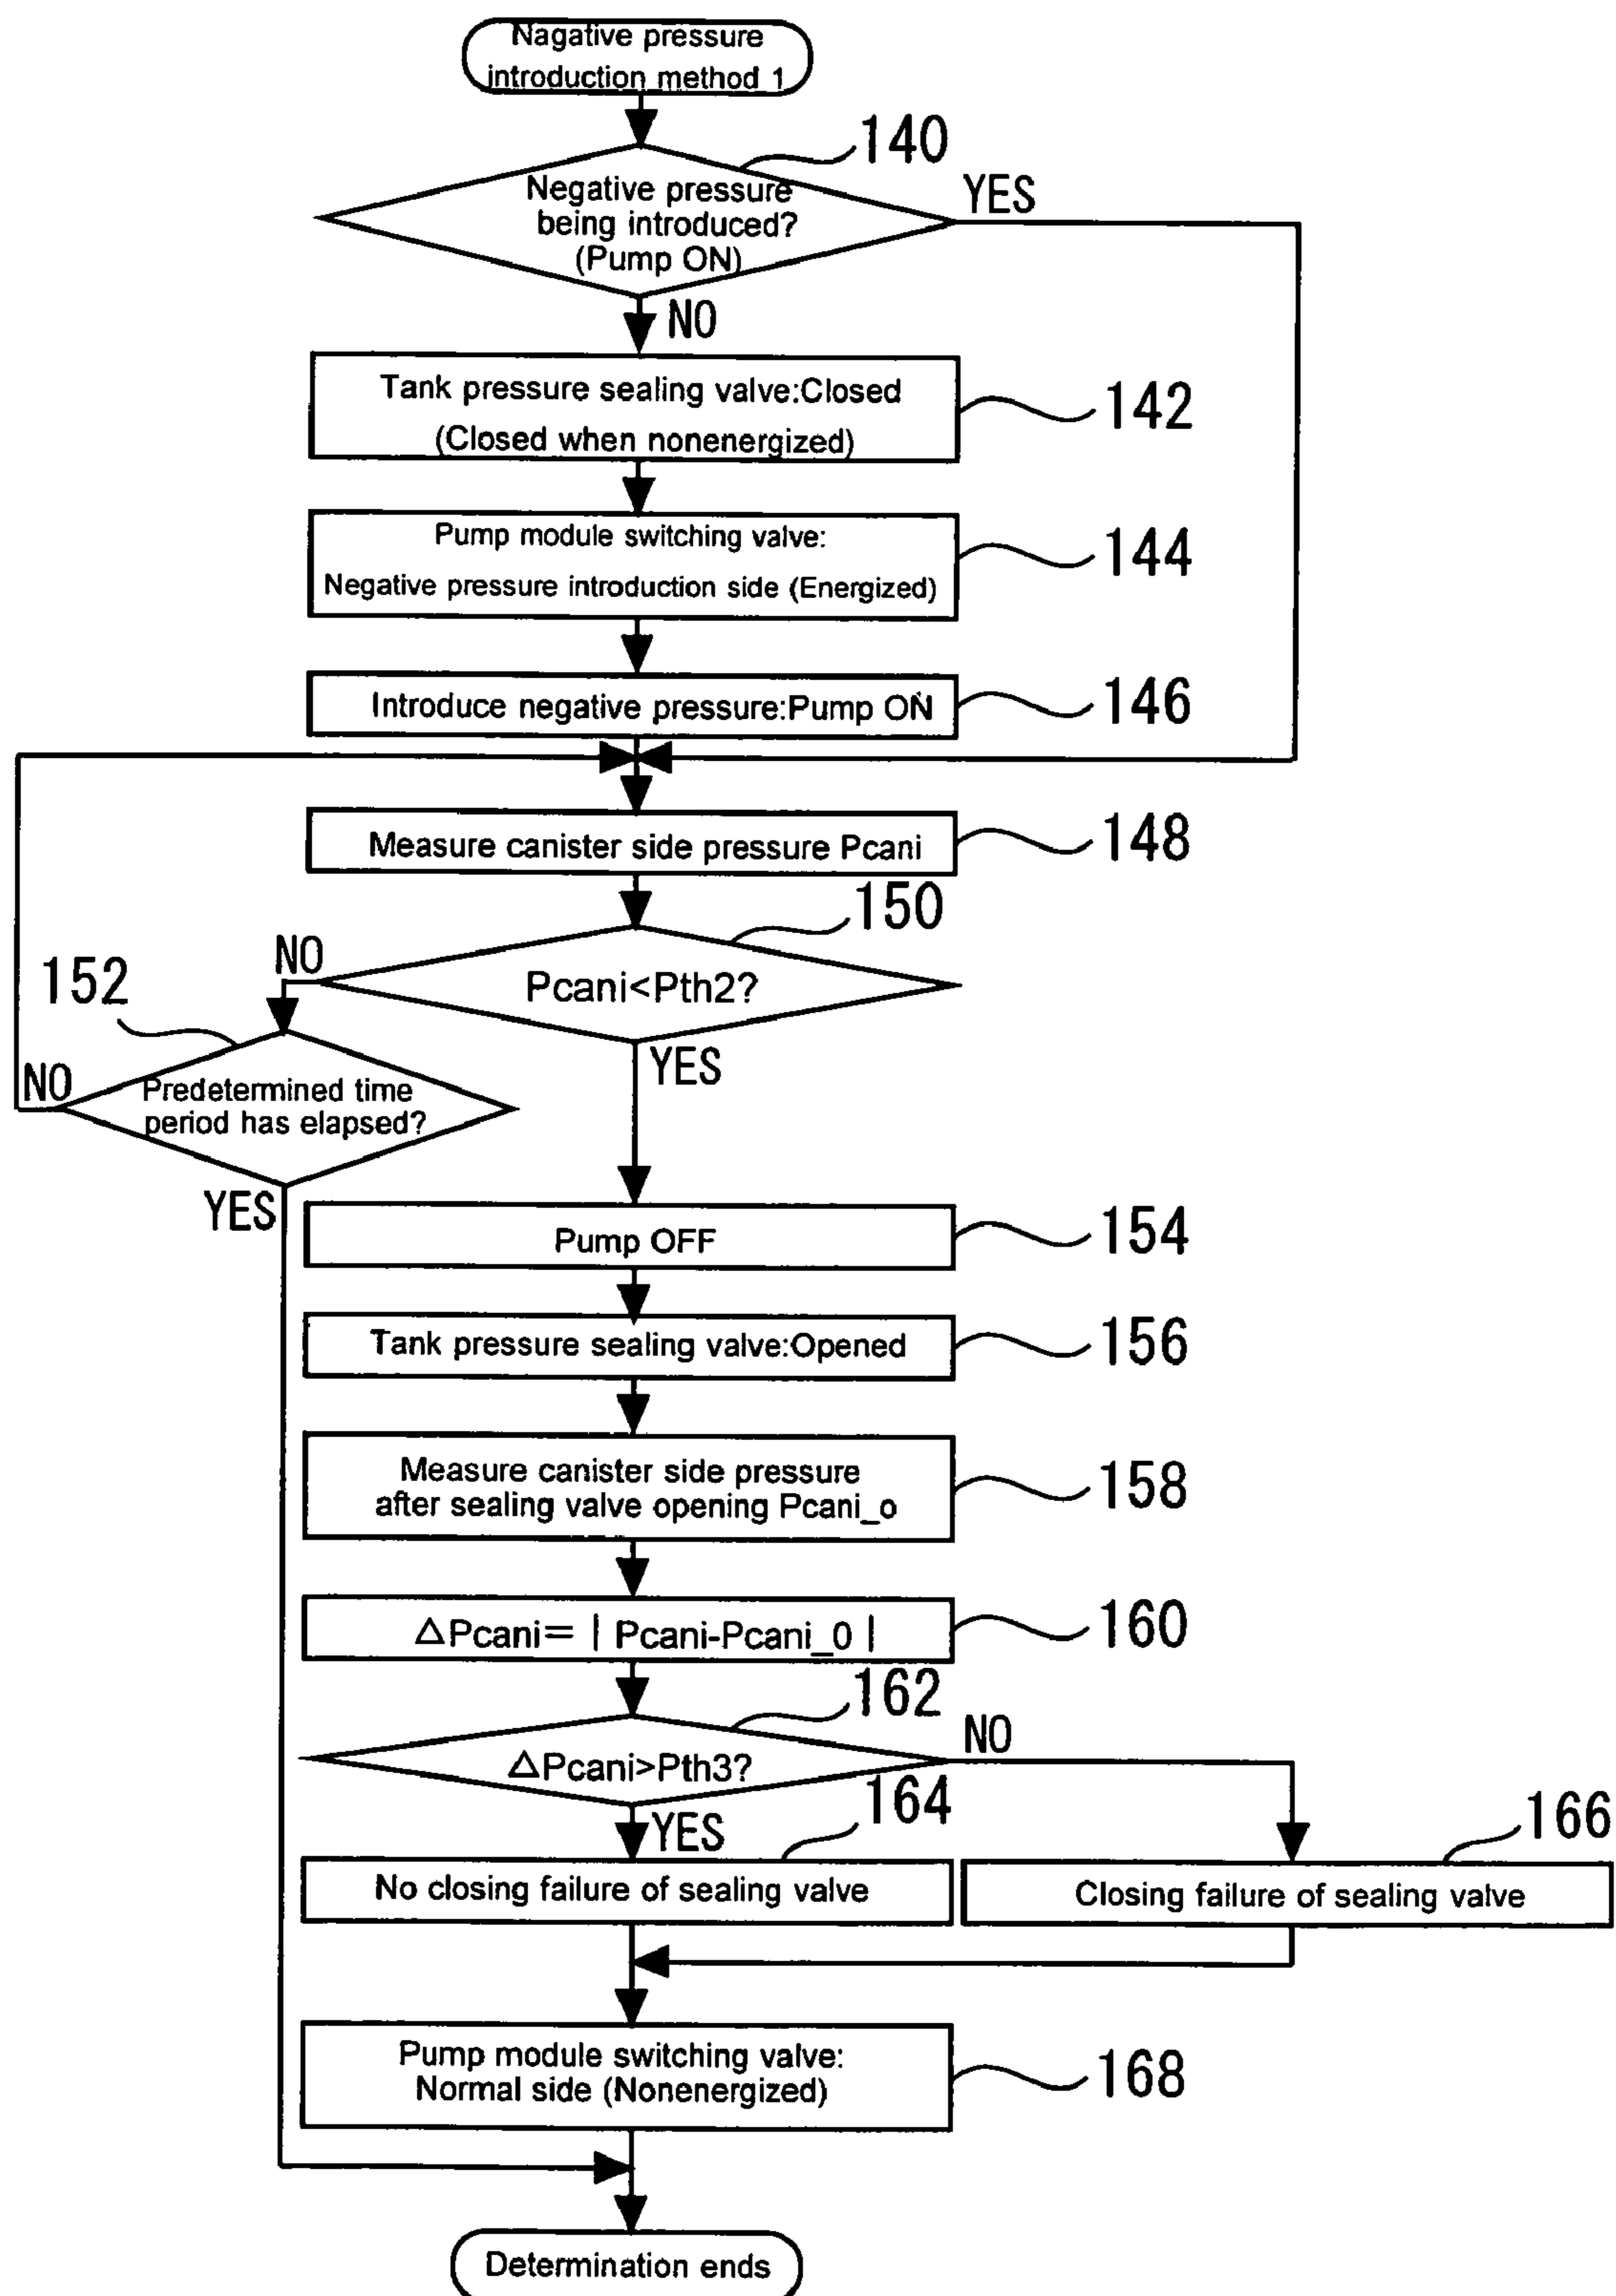 Nagative pressure
introduction method 1
140
Negative pressure
being introduced?
(Pump ON)
YES
NO
Tank pressure sealing valve:Closed
(Closed when nonenergized)
142
Pump module switching valve:
Negative pressure introduction side (Energized)
144
Introduce negative pressure:Pump ON
146
Measure canister side pressure Pcani
148
150
Pcani<Pth2?
NO
YES
152
Predetermined time
period has elapsed?
NO
YES
Pump OFF
154
Tank pressure sealing valve:Opened
156
Measure canister side pressure
after sealing valve opening Pcani_o
158
△Pcani=|Pcani-Pcani_0|
160
162
△Pcani>Pth3?
NO
YES
164
No closing failure of sealing valve
166
Closing failure of sealing valve
Pump module switching valve:
Normal side (Nonenergized)
168
Determination ends